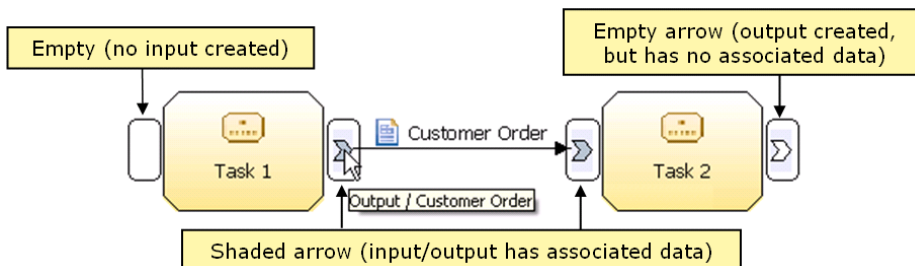 Empty (no input created)
Empty arrow (output created,
but has no associated data)
Customer Order
Task 1
Task 2
Output / Customer Order
Shaded arrow (input/output has associated data)